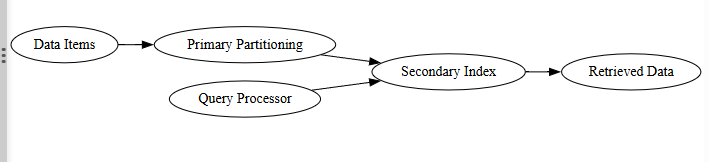 Data Items
Primary Partitioning
Query Processor
Secondary Index
Retrieved Data